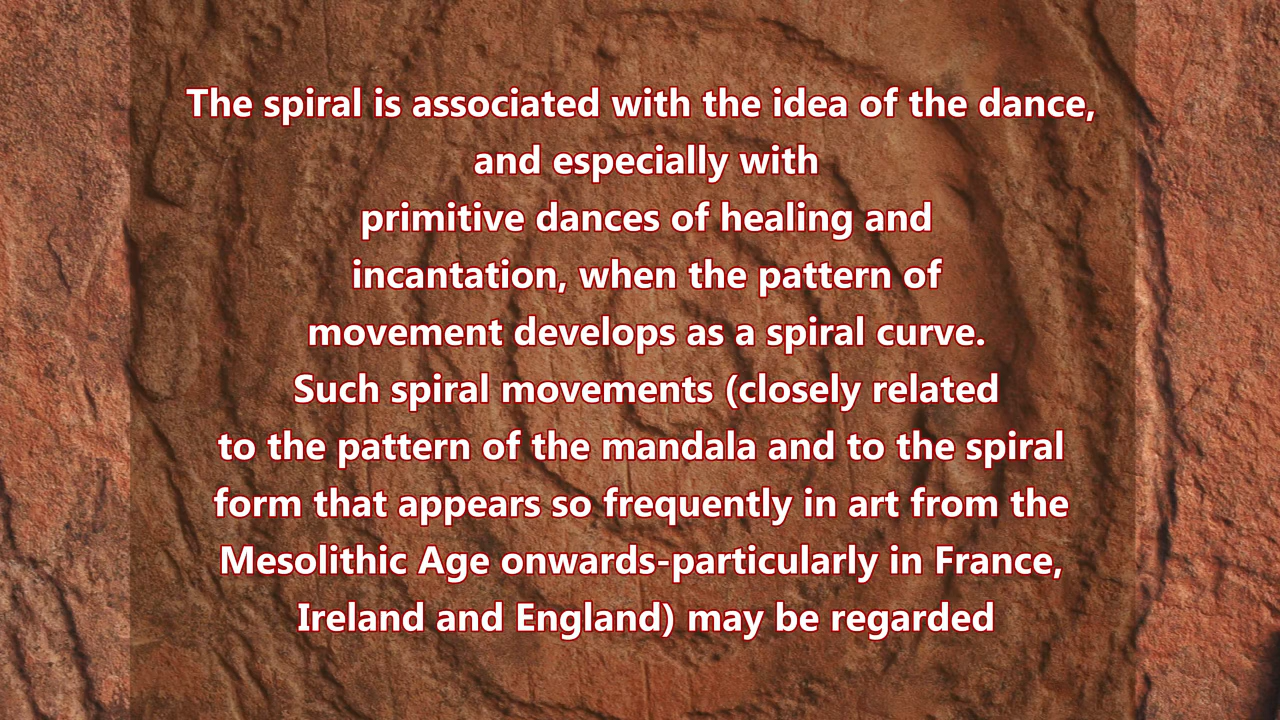 The spiral is associated with the idea of the dance,
and especially with
primitive dances of healing and
incantation, when the pattern of
movement develops as a spiral curve.
Such spiral movements (closely related
to the pattern of the mandala and to the spiral
form that appears so frequently in art from the
Mesolithic Age onwards-particularly in France,
Ireland and England) may be regarded